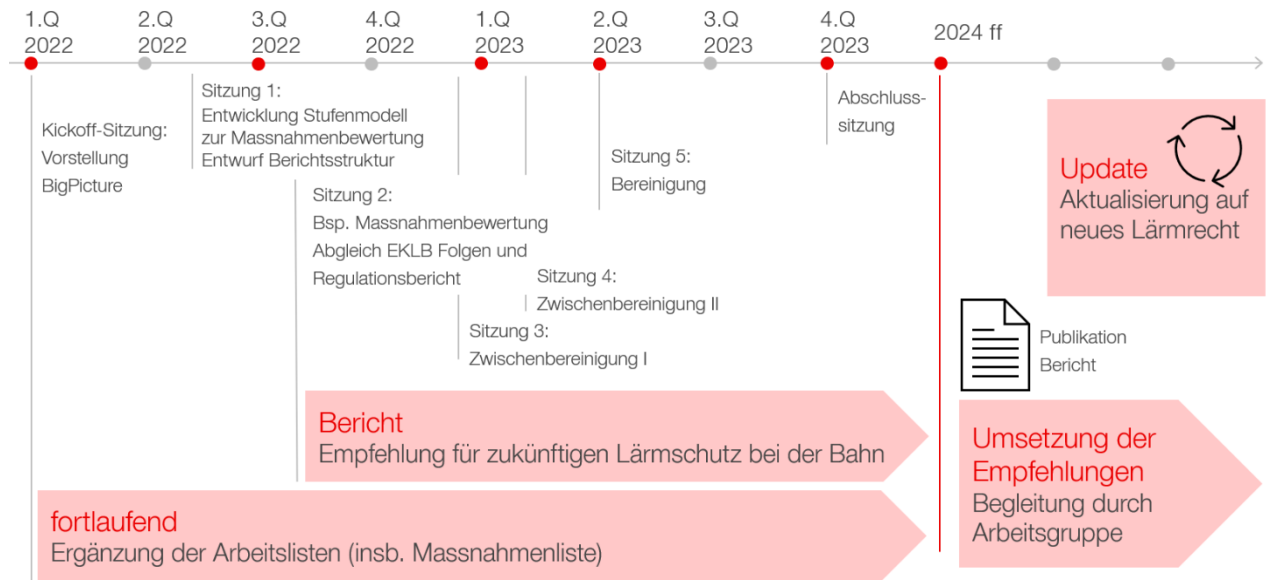 1.Q
2022
2.Q
2022
3.Q
2022
4.Q
2022
1.Q
2023
2.Q
2023
3.Q
2023
4.Q
2023
2024 ff
Kickoff-Sitzung:
Vorstellung
BigPicture
Sitzung 1:
Entwicklung Stufenmodell
zur Massnahmenbewertung
Entwurf Berichtsstruktur
Sitzung 2:
Bsp. Massnahmenbewertung
Abgleich EKLB Folgen und
Regulationsbericht
Sitzung 3:
Zwischenbereinigung I
Sitzung 4:
Zwischenbereinigung II
Sitzung 5:
Bereinigung
Abschluss-
sitzung
Update
Aktualisierung auf
neues Lärmrecht
Publikation
Bericht
Bericht
Empfehlung für zukünftigen Lärmschutz bei der Bahn
Umsetzung der
Empfehlungen
Begleitung durch
Arbeitsgruppe
fortlaufend
Ergänzung der Arbeitslisten (insb. Massnahmenliste)